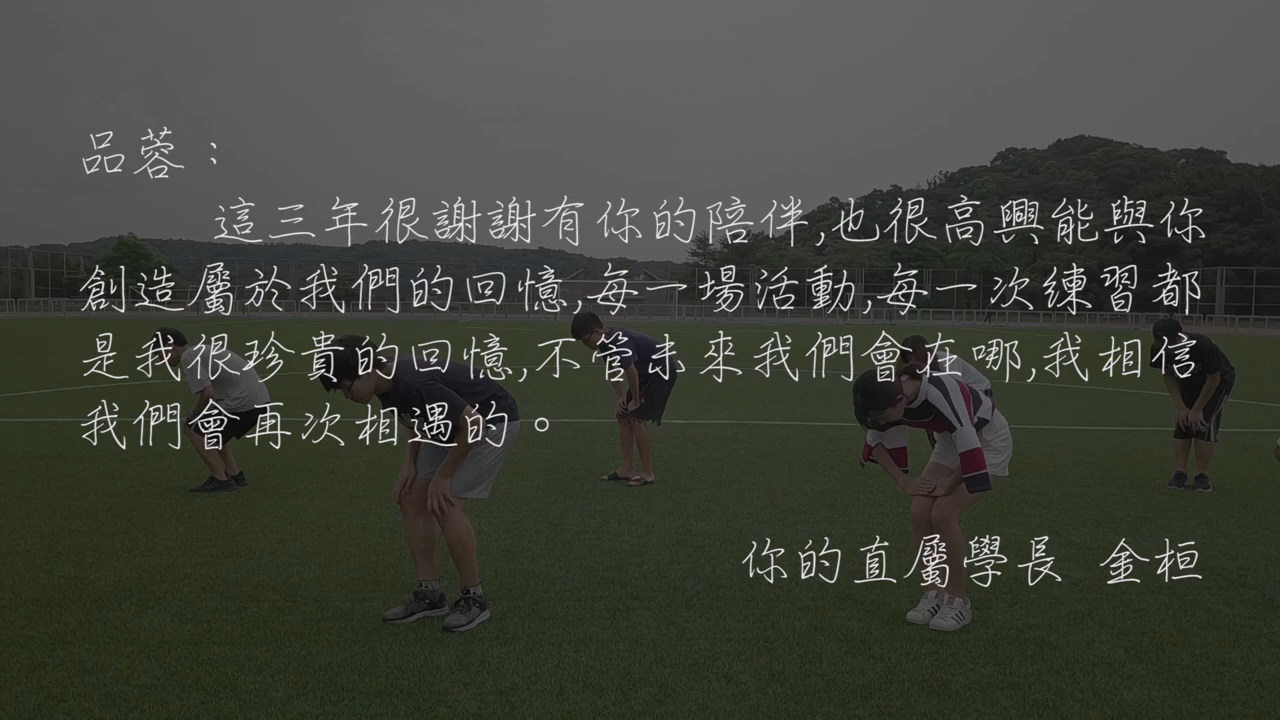 品蓉：
這三年很謝謝有你的陪伴,也很高興能與你
創造屬於我們的回憶,每一場活動,每一次練習都
是我很珍貴的回憶,不管未來我們會在哪,我相信
我們會再次相遇的。
你的直屬學長 金桓